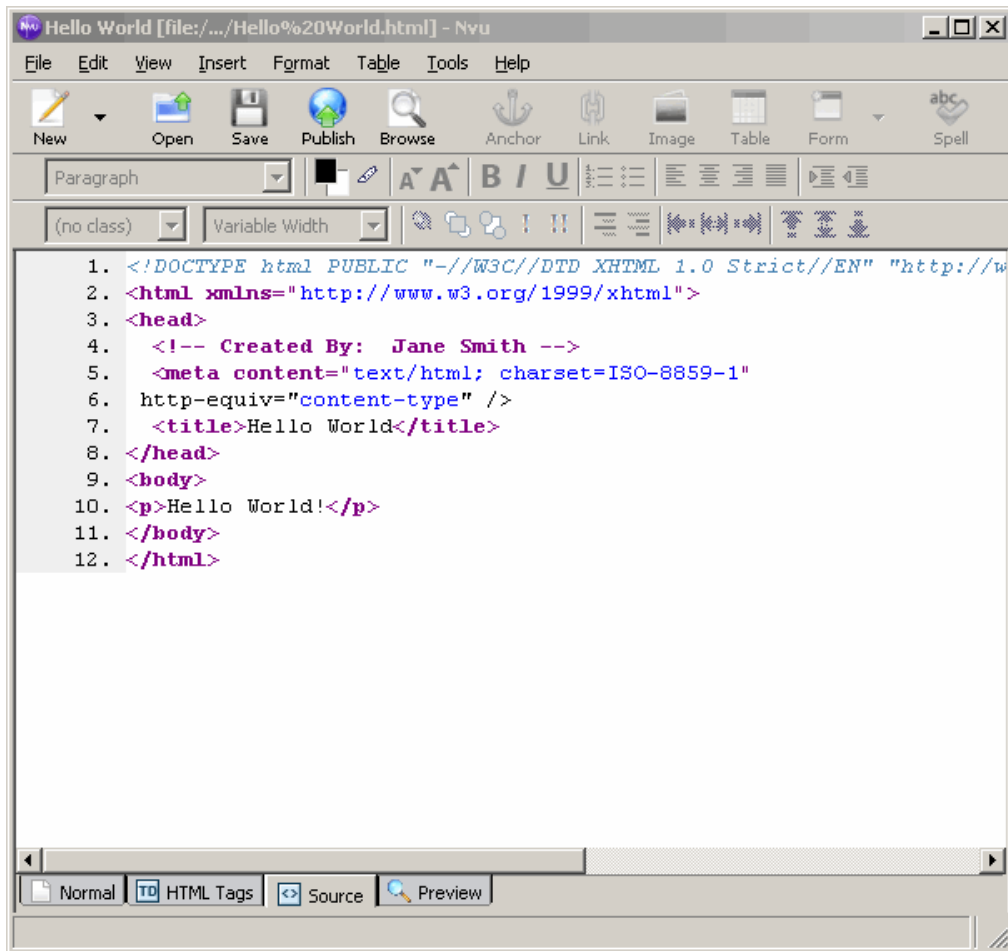 Hello World [file:/.../Hello%20World.html] - Nvu
File Edit View Insert Format Table Tools Help
New Open Save Publish Browse Anchor Link Image Table Form Spell
Paragraph
(no class) Variable Width
1. <!DOCTYPE html PUBLIC "-//W3C//DTD XHTML 1.0 Strict//EN" "http://w
2. <html xmlns="http://www.w3.org/1999/xhtml">
3. <head>
4. <!-- Created By:  Jane Smith -->
5. <meta content="text/html; charset=ISO-8859-1"
6. http-equiv="content-type" />
7. <title>Hello World</title>
8. </head>
9. <body>
10. <p>Hello World!</p>
11. </body>
12. </html>
Normal HTML Tags Source Preview